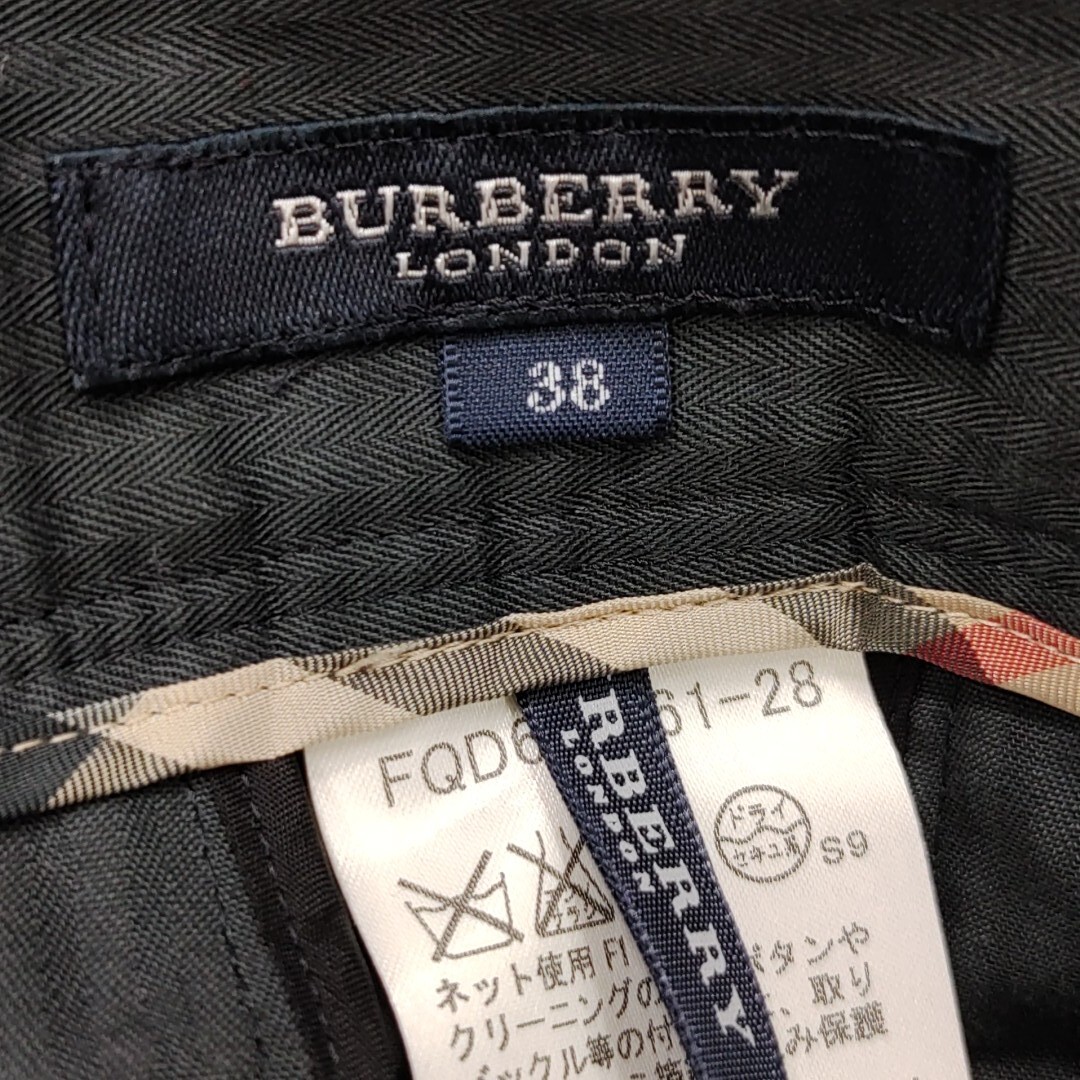 BURBERRY
LONDON
38
FQD6 61-28
RBERRY
LONDON
ドライ
セキユ系
S9
ネット使用 F1 ボタンや
クリーニングの 取り
ックル等の付 み保護